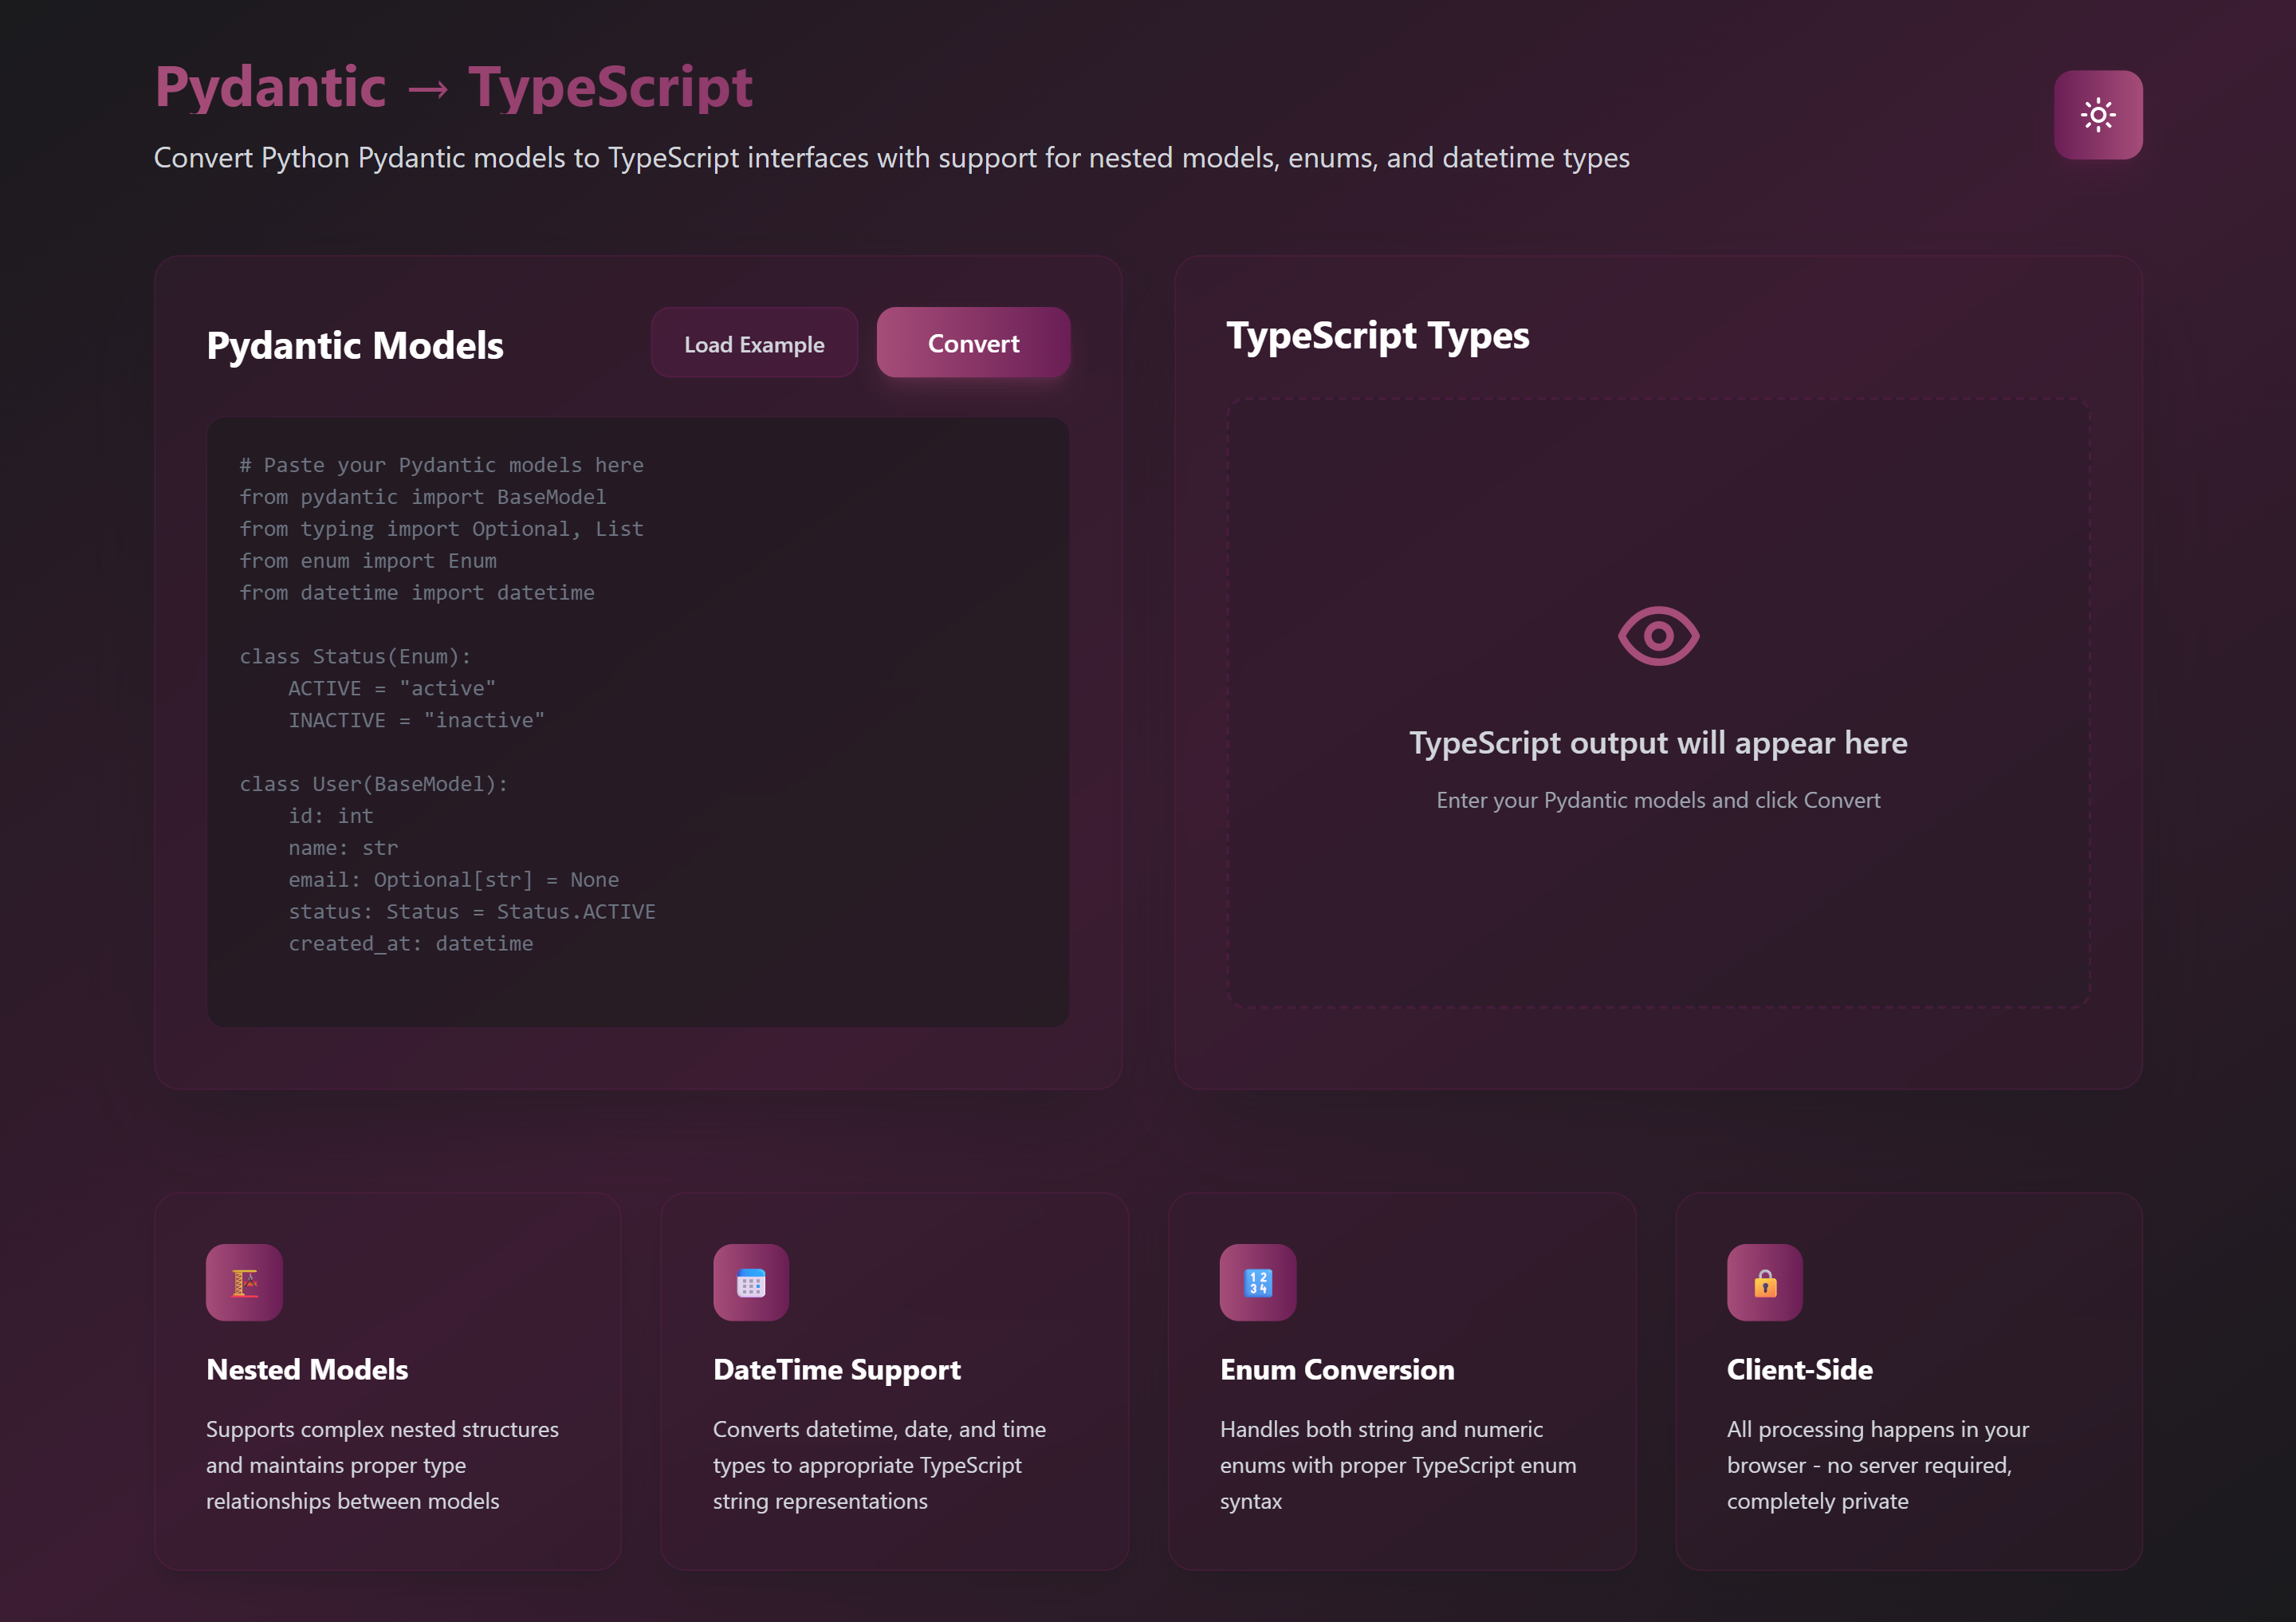 Pydantic → TypeScript
Convert Python Pydantic models to TypeScript interfaces with support for nested models, enums, and datetime types
Pydantic Models
Load Example
Convert
# Paste your Pydantic models here
from pydantic import BaseModel
from typing import Optional, List
from enum import Enum
from datetime import datetime

class Status(Enum):
    ACTIVE = "active"
    INACTIVE = "inactive"

class User(BaseModel):
    id: int
    name: str
    email: Optional[str] = None
    status: Status = Status.ACTIVE
    created_at: datetime
TypeScript Types
TypeScript output will appear here
Enter your Pydantic models and click Convert
Nested Models
Supports complex nested structures
and maintains proper type
relationships between models
DateTime Support
Converts datetime, date, and time
types to appropriate TypeScript
string representations
1 2
3 4
Enum Conversion
Handles both string and numeric
enums with proper TypeScript enum
syntax
Client-Side
All processing happens in your
browser - no server required,
completely private